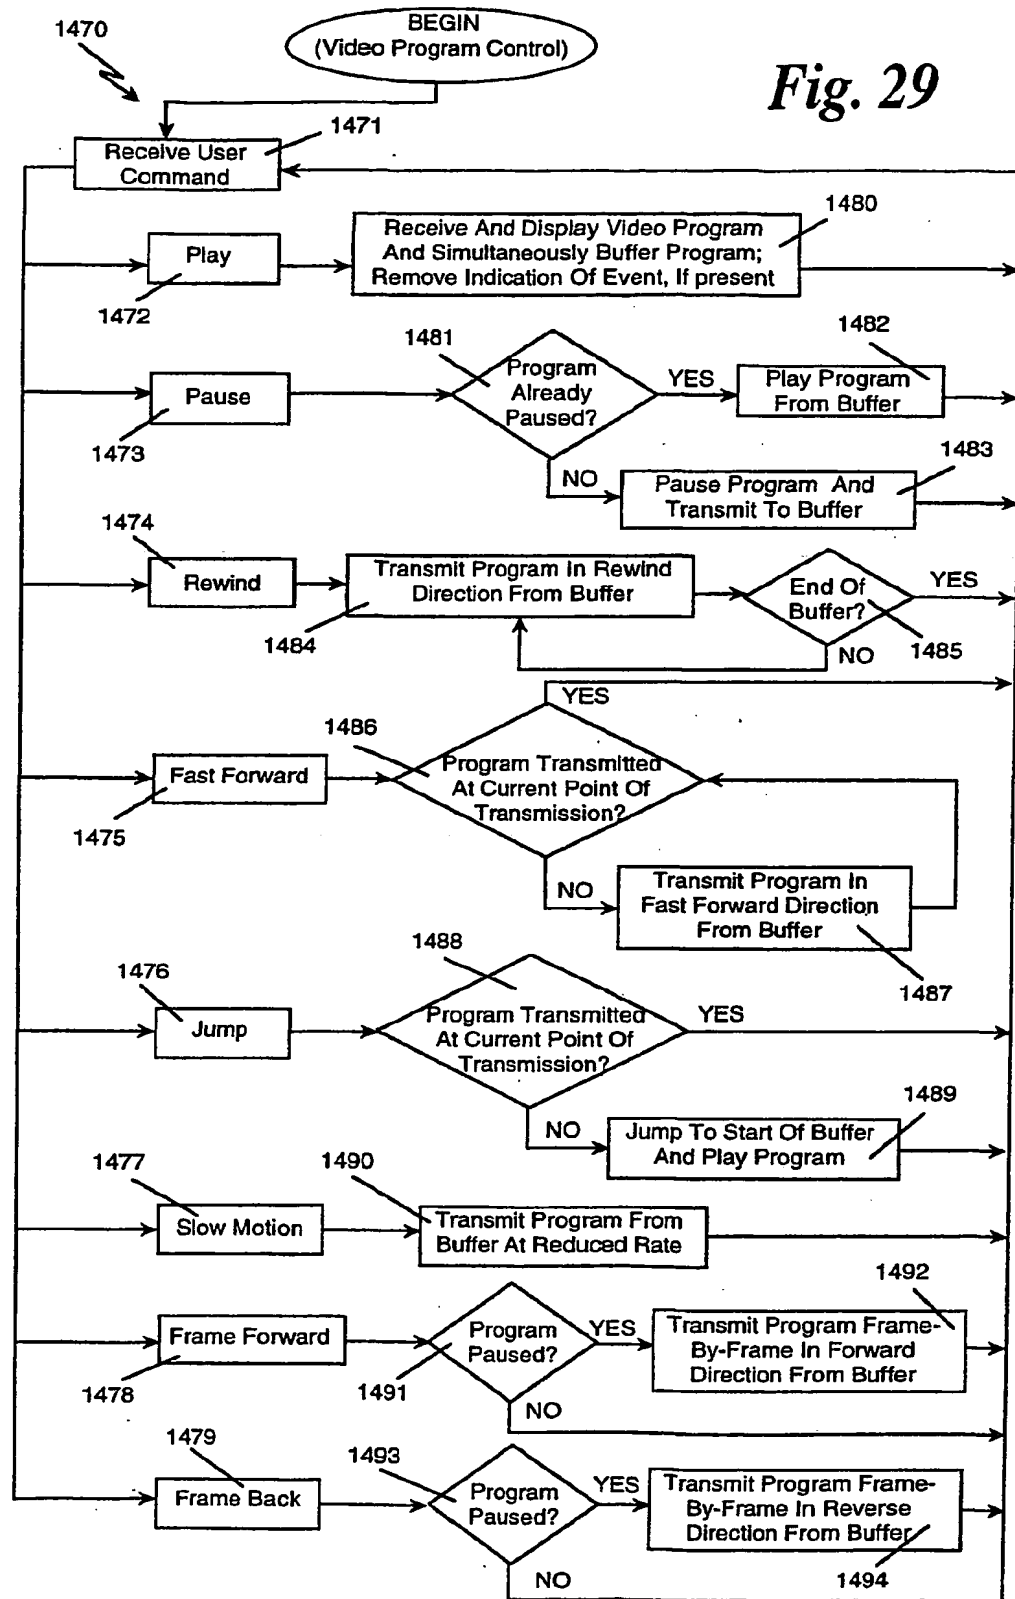 1470
BEGIN
(Video Program Control)
Fig. 29
1471
Receive User
Command
1480
Receive And Display Video Program
And Simultaneously Buffer Program;
Remove Indication Of Event, If present
Play
1472
1481
1482
Program
Already
Paused?
YES
Play Program
From Buffer
Pause
1473
NO
1483
Pause Program And
Transmit To Buffer
1474
Rewind
Transmit Program In Rewind
Direction From Buffer
1484
End Of
Buffer?
YES
1485
NO
YES
1486
Fast Forward
1475
Program Transmitted
At Current Point Of
Transmission?
NO
Transmit Program In
Fast Forward Direction
From Buffer
1487
1488
1476
Jump
Program Transmitted
At Current Point Of
Transmission?
YES
NO
1489
Jump To Start Of Buffer
And Play Program
1477
1490
Slow Motion
Transmit Program From
Buffer At Reduced Rate
1492
Frame Forward
1478
Program
Paused?
1491
YES
Transmit Program Frame-
By-Frame In Forward
Direction From Buffer
NO
1479
1493
Frame Back
Program
Paused?
YES
Transmit Program Frame-
By-Frame In Reverse
Direction From Buffer
1494
NO